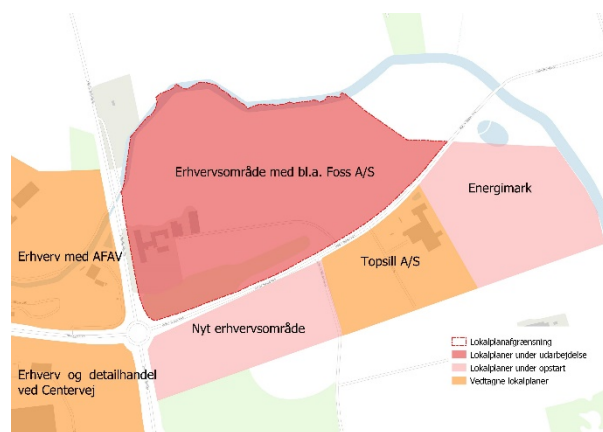 Erhvervsområde med bl.a. Foss A/S
Energimark
Erhverv med AFAV
Topsill A/S
Nyt erhvervsområde
Erhverv og detailhandel
ved Centervej
Lokalplanafgrænsning
Lokalplaner under udarbejdelse
Lokalplaner under opstart
Vedtagne lokalplaner